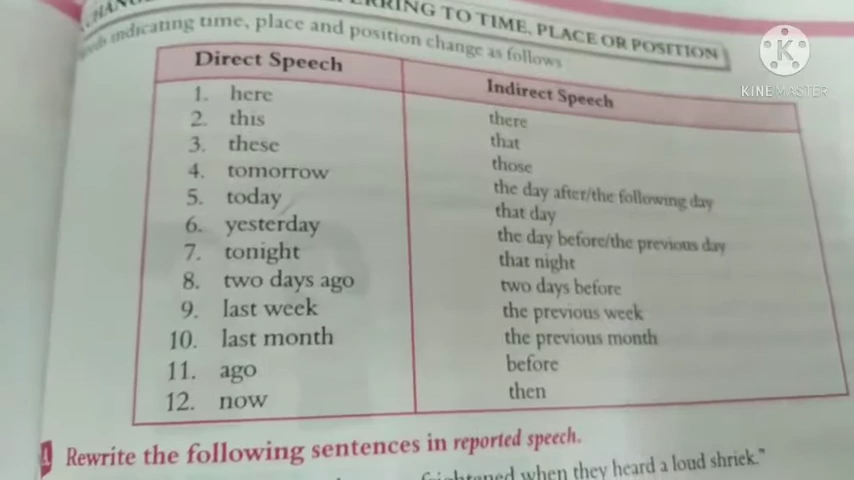 RRING TO TIME, PLACE OR POSITION
indicating time, place and position change as follows
K
KINEMASTER
Direct Speech Indirect Speech
1. here there
2. this that
3. these those
4. tomorrow the day after/the following day
5. today that day
6. yesterday the day before/the previous day
7. tonight that night
8. two days ago two days before
9. last week the previous week
10. last month the previous month
11. ago before
12. now then
A Rewrite the following sentences in reported speech.
when they heard a loud shriek."